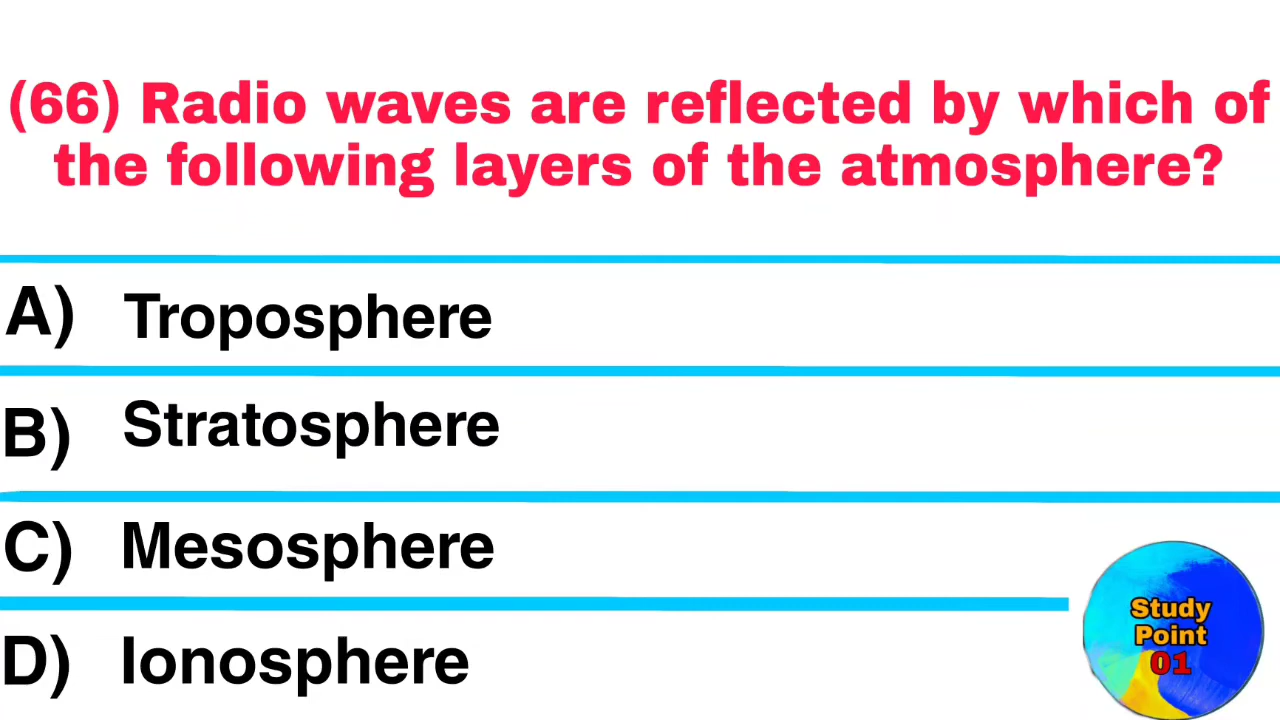 (66) Radio waves are reflected by which of
the following layers of the atmosphere?
A) Troposphere
B) Stratosphere
C) Mesosphere
D) Ionosphere
Study
Point
01